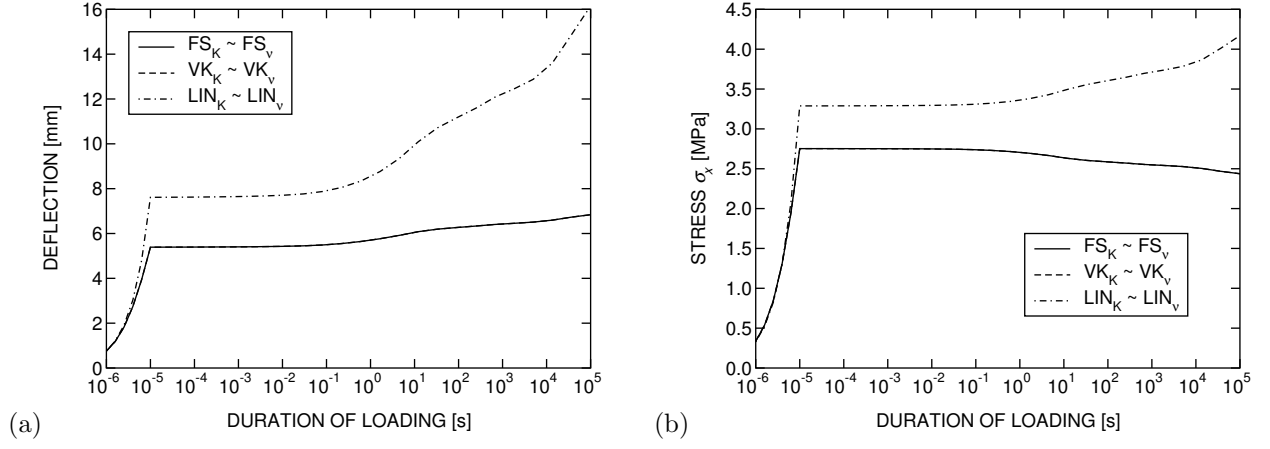 16
14
12
10
8
6
4
2
0
DEFLECTION [mm]
FS_K ~ FS_ν
VK_K ~ VK_ν
LIN_K ~ LIN_ν
10^-6 10^-5 10^-4 10^-3 10^-2 10^-1 10^0 10^1 10^2 10^3 10^4 10^5
DURATION OF LOADING [s]
(a)
4.5
4.0
3.5
3.0
2.5
2.0
1.5
1.0
0.5
0.0
STRESS σ_x [MPa]
FS_K ~ FS_ν
VK_K ~ VK_ν
LIN_K ~ LIN_ν
10^-6 10^-5 10^-4 10^-3 10^-2 10^-1 10^0 10^1 10^2 10^3 10^4 10^5
DURATION OF LOADING [s]
(b)